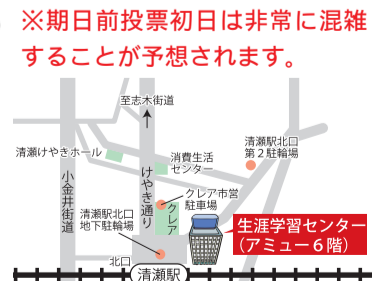 ※期日前投票初日は非常に混雑
することが予想されます。
至志木街道
清瀬けやきホール
消費生活
センター
清瀬駅北口
第2駐輪場
けやき通り
小金井街道
クレア市営
駐車場
クレア
清瀬駅北口
地下駐輪場
生涯学習センター
(アミュー6階)
北口
清瀬駅